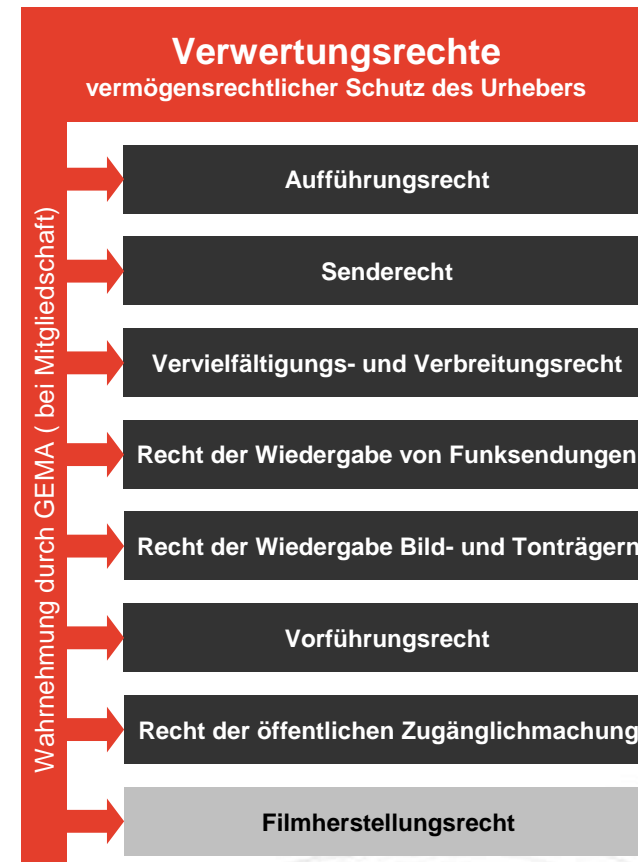 Verwertungsrechte
vermögensrechtlicher Schutz des Urhebers
Wahrnehmung durch GEMA ( bei Mitgliedschaft)
Aufführungsrecht
Senderecht
Vervielfältigungs- und Verbreitungsrecht
Recht der Wiedergabe von Funksendungen
Recht der Wiedergabe Bild- und Tonträgern
Vorführungsrecht
Recht der öffentlichen Zugänglichmachung
Filmherstellungsrecht